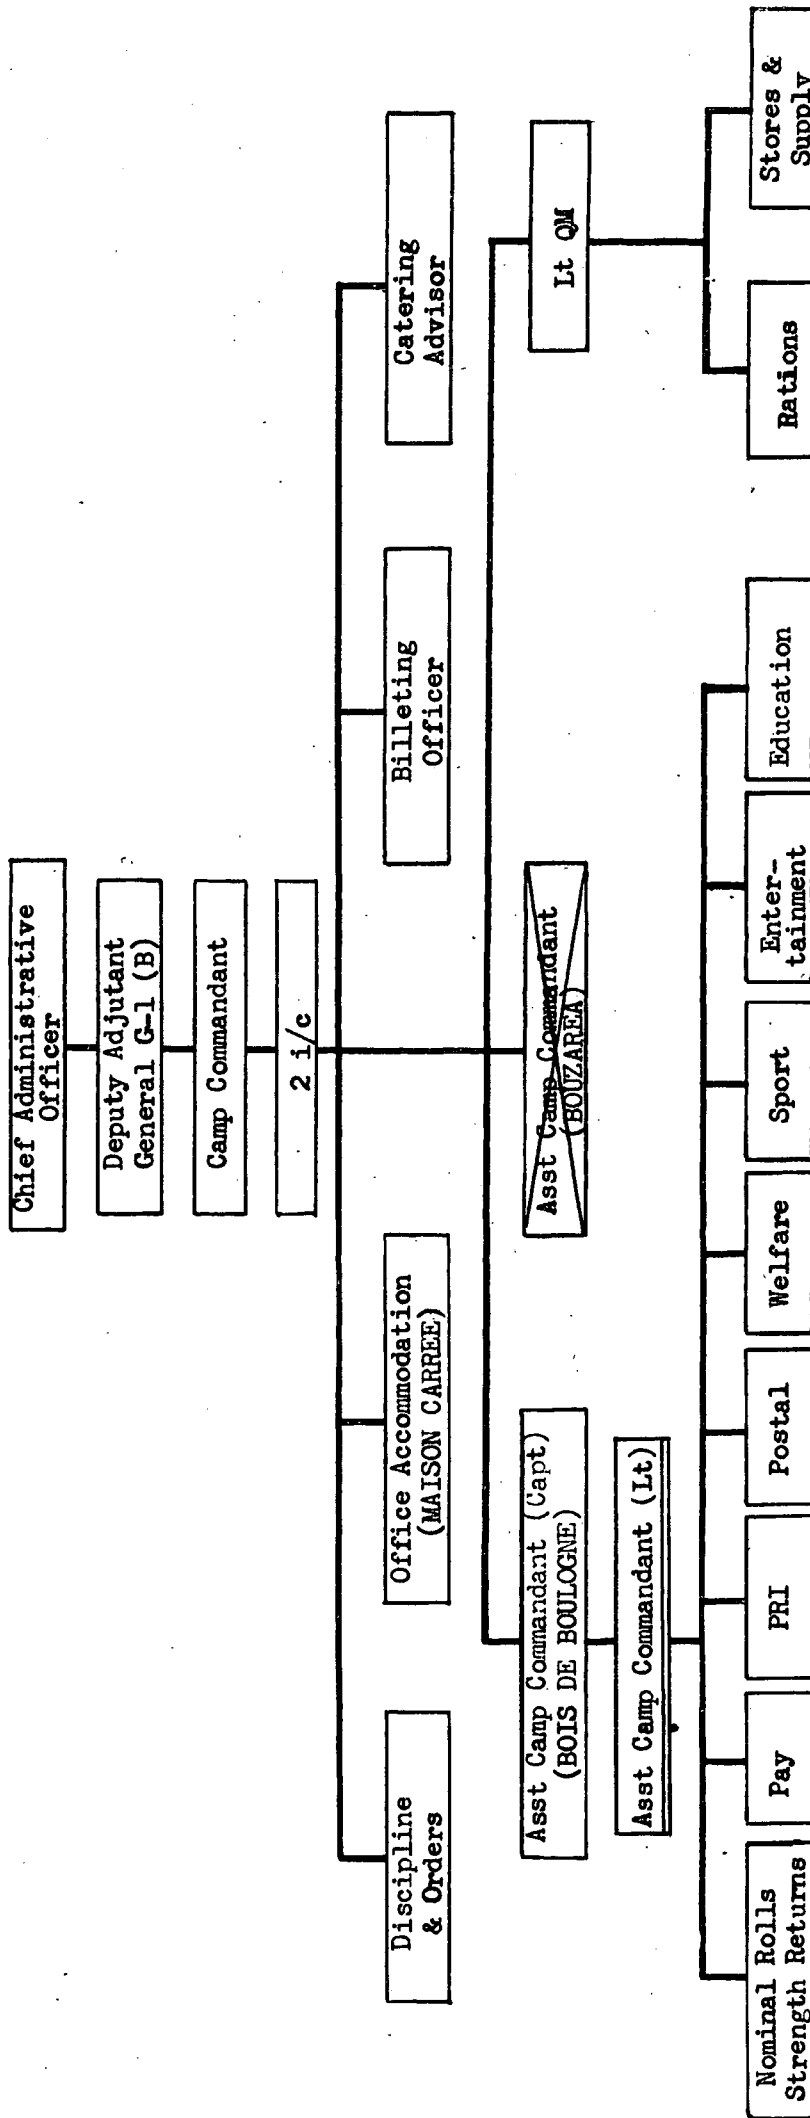 Chief Administrative
Officer
Deputy Adjutant
General G-1 (B)
Camp Commandant
2 i/c
Discipline
& Orders
Office Accommodation
(MAISON CARREE)
Billeting
Officer
Catering
Advisor
Asst Camp Commandant (Capt)
(BOIS DE BOULOGNE)
Asst Camp Commandant
(BOUZAREA)
Lt QM
Asst Camp Commandant (Lt)
Nominal Rolls
Strength Returns
Pay
PRI
Postal
Welfare
Sport
Enter-
tainment
Education
Rations
Stores &
Supply